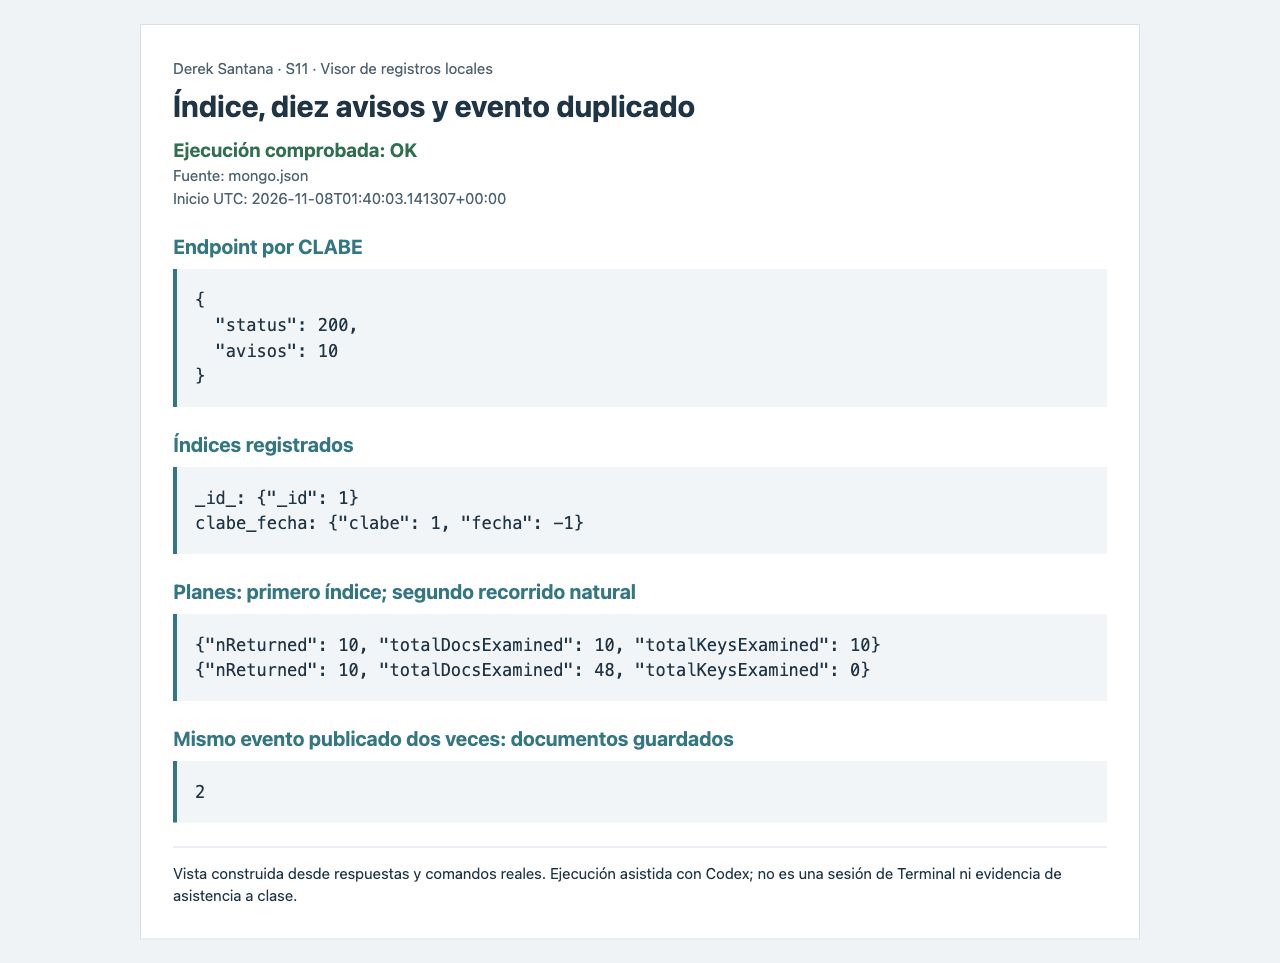 Derek Santana · S11 · Visor de registros locales
Índice, diez avisos y evento duplicado
Ejecución comprobada: OK
Fuente: mongo.json
Inicio UTC: 2026-11-08T01:40:03.141307+00:00
Endpoint por CLABE
{
  "status": 200,
  "avisos": 10
}
Índices registrados
_id_: {"_id": 1}
clabe_fecha: {"clabe": 1, "fecha": -1}
Planes: primero índice; segundo recorrido natural
{"nReturned": 10, "totalDocsExamined": 10, "totalKeysExamined": 10}
{"nReturned": 10, "totalDocsExamined": 48, "totalKeysExamined": 0}
Mismo evento publicado dos veces: documentos guardados
2
Vista construida desde respuestas y comandos reales. Ejecución asistida con Codex; no es una sesión de Terminal ni evidencia de
asistencia a clase.